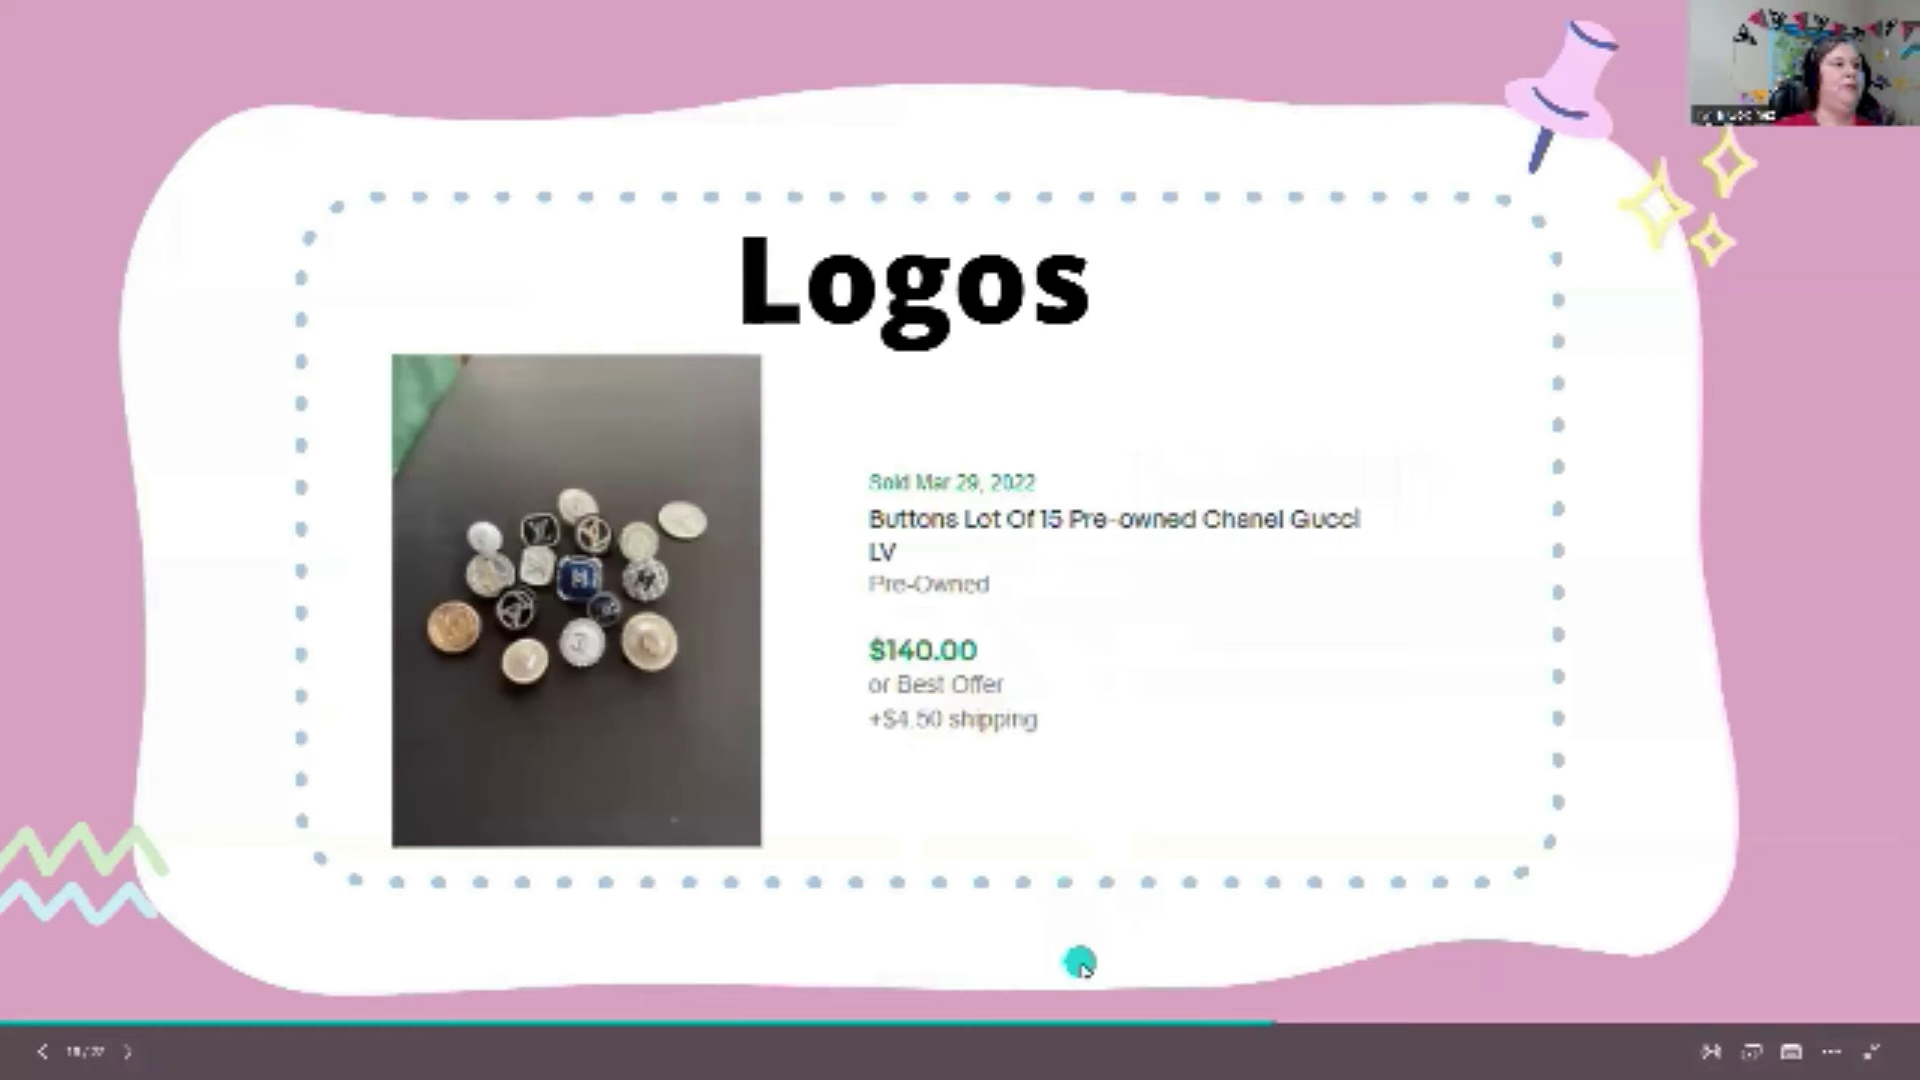 Logos
Sold Mar 29, 2022
Buttons Lot Of 15 Pre-owned Chanel Gucci
LV
Pre-Owned
$140.00
or Best Offer
+$4.50 shipping